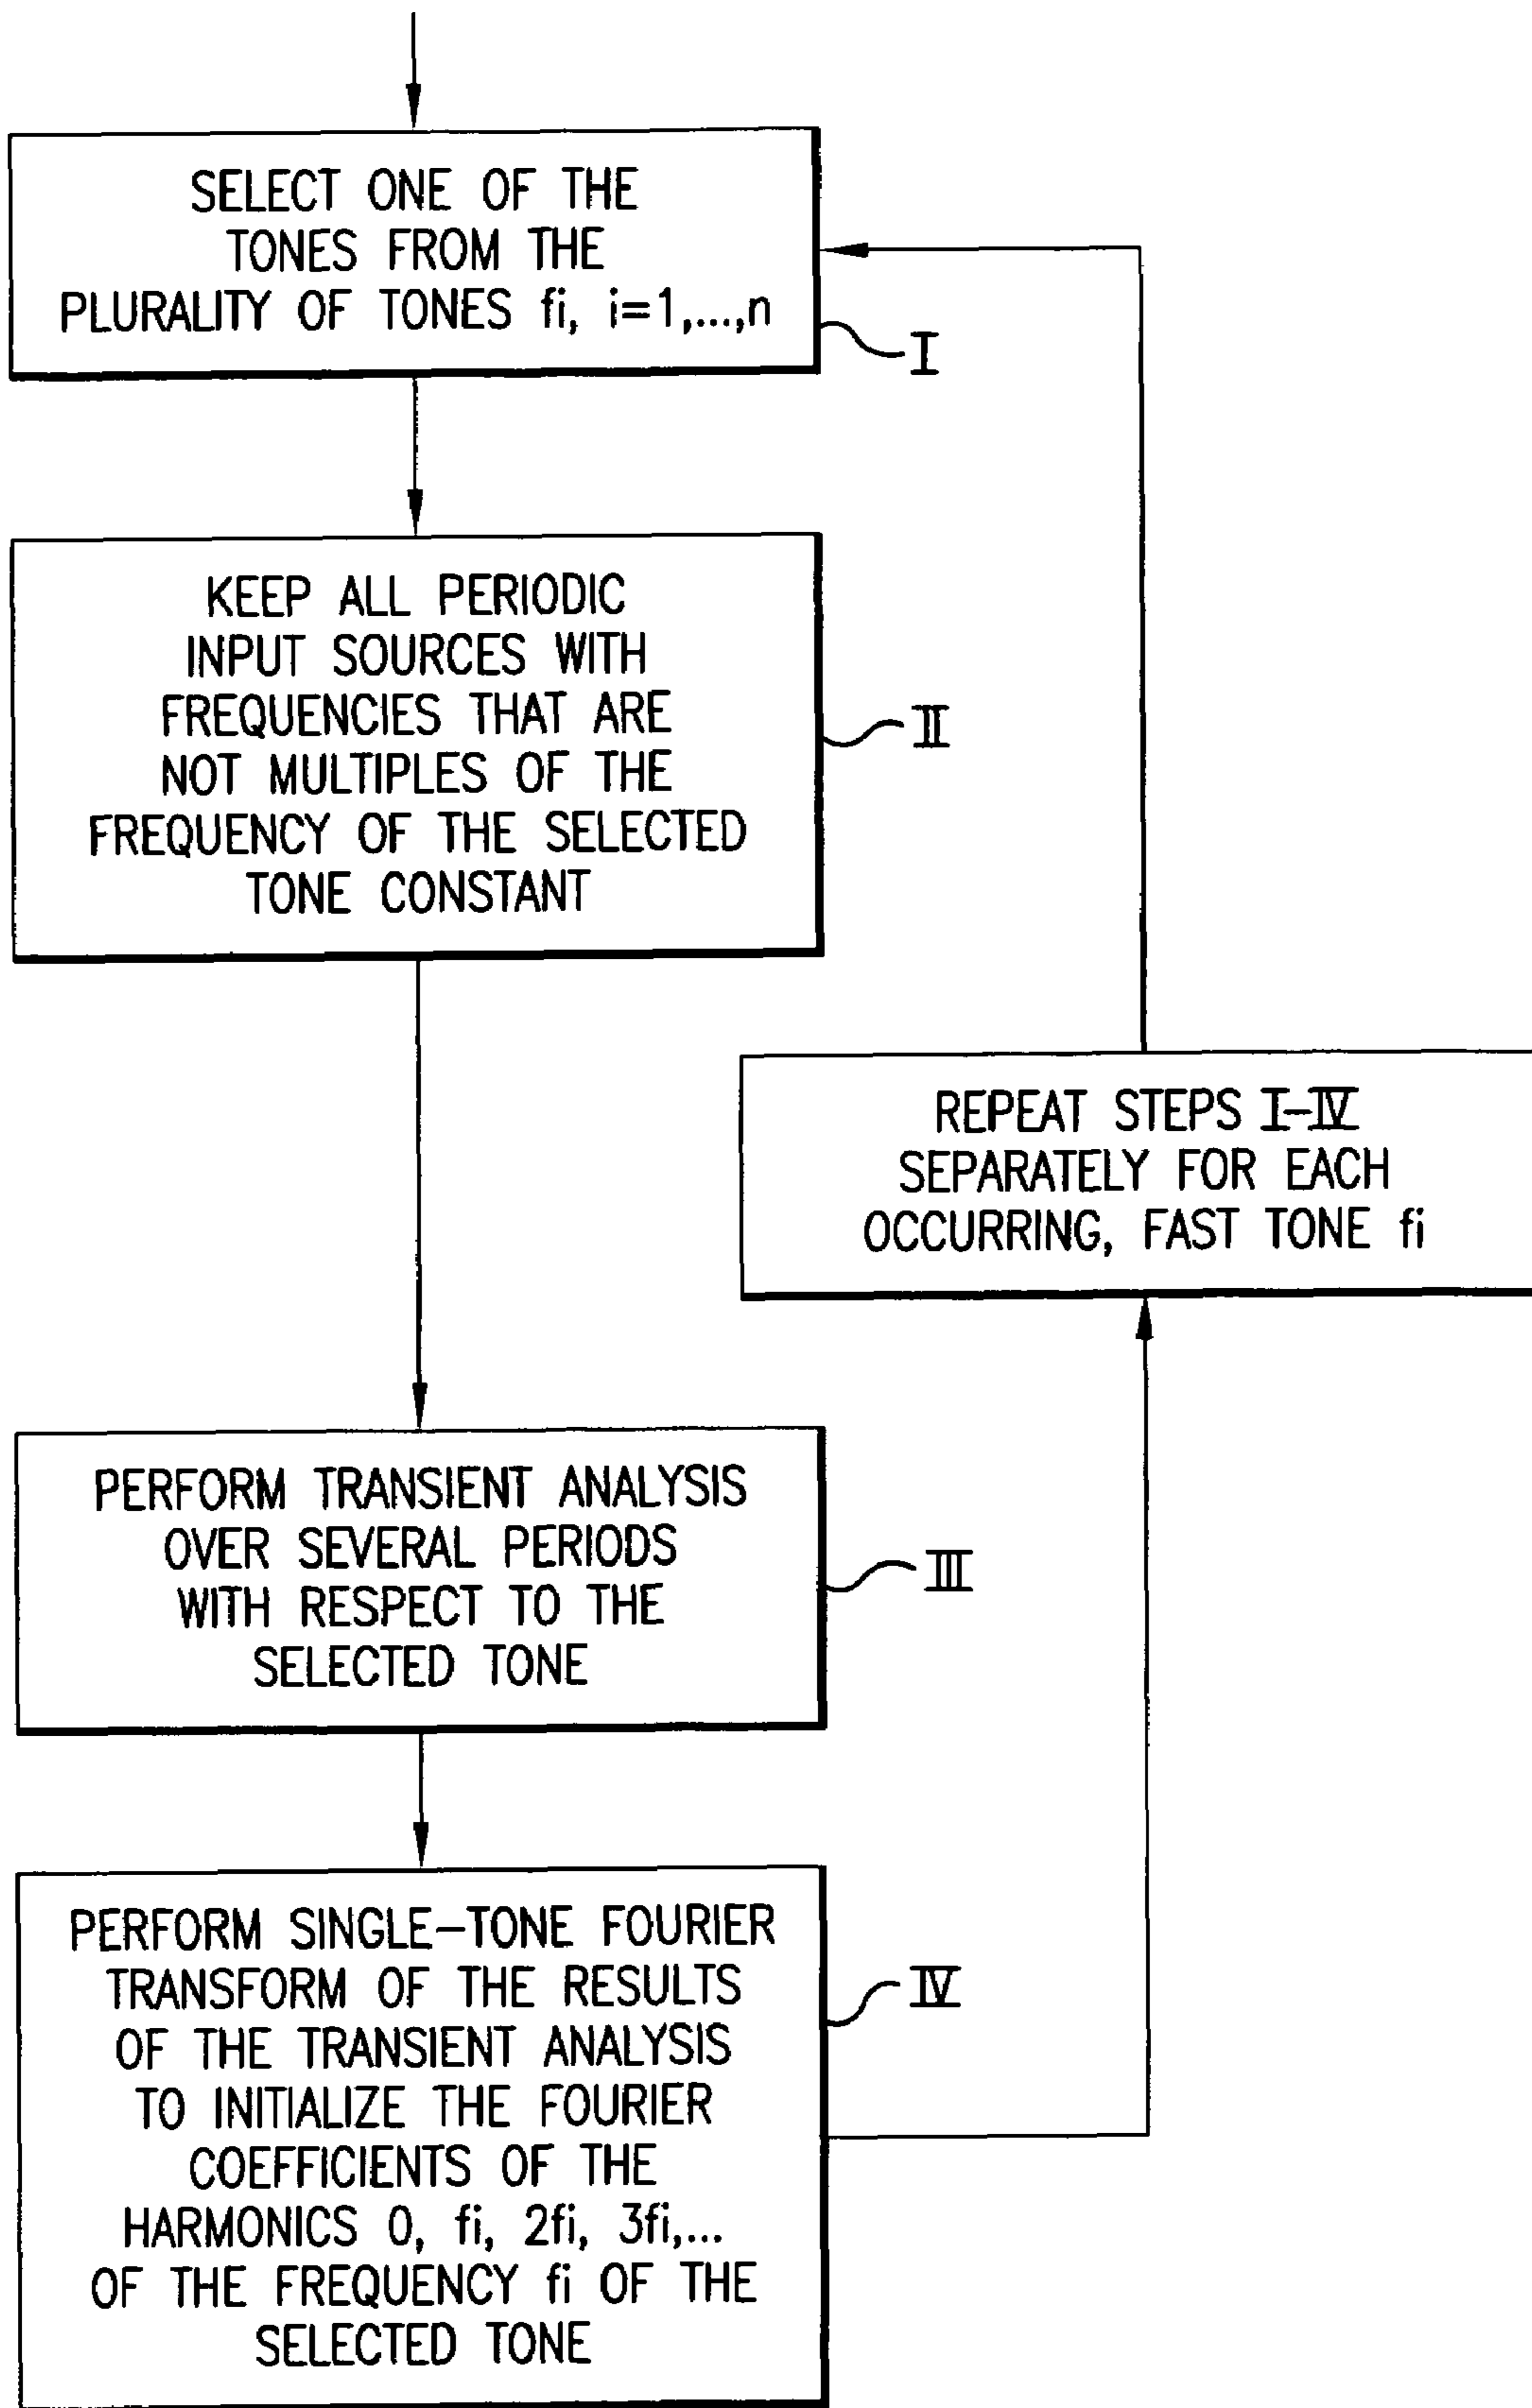 SELECT ONE OF THE
TONES FROM THE
PLURALITY OF TONES fi, i=1,...,n
I
KEEP ALL PERIODIC
INPUT SOURCES WITH
FREQUENCIES THAT ARE
NOT MULTIPLES OF THE
FREQUENCY OF THE SELECTED
TONE CONSTANT
II
REPEAT STEPS I-IV
SEPARATELY FOR EACH
OCCURRING, FAST TONE fi
PERFORM TRANSIENT ANALYSIS
OVER SEVERAL PERIODS
WITH RESPECT TO THE
SELECTED TONE
III
PERFORM SINGLE-TONE FOURIER
TRANSFORM OF THE RESULTS
OF THE TRANSIENT ANALYSIS
TO INITIALIZE THE FOURIER
COEFFICIENTS OF THE
HARMONICS 0, fi, 2fi, 3fi,...
OF THE FREQUENCY fi OF THE
SELECTED TONE
IV